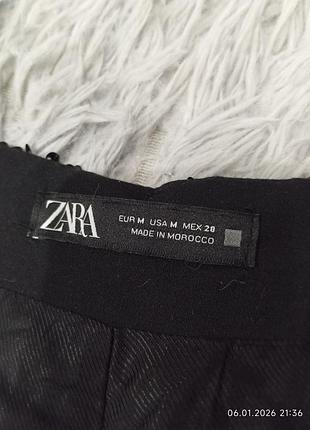 ZARA
EUR M USA M MEX 28
MADE IN MOROCCO
06.01.2026 21:36